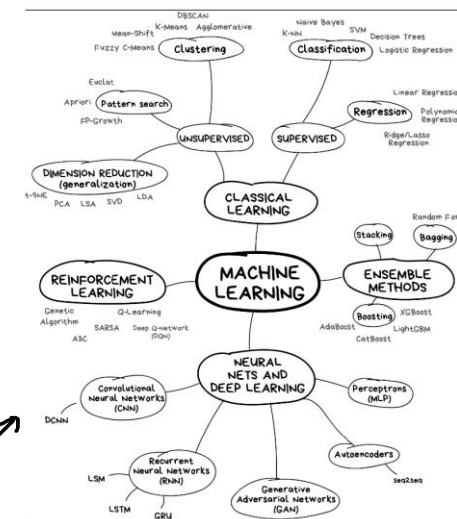 DBSCAN
K-Means Agglomerative
Mean-Shift
Fuzzy C-Means
Clustering
Euclat
Apriori
Pattern search
FP-Growth
UNSUPERVISED
DIMENSION REDUCTION
(generalization)
t-SNE
PCA
LSA
SVD
LDA
Naive Bayes
K-NN
SVM
Decision Trees
Logistic Regression
Classification
Linear Regression
Regression
Polynomial
Regression
Ridge/Lasso
Regression
SUPERVISED
CLASSICAL
LEARNING
MACHINE
LEARNING
REINFORCEMENT
LEARNING
Genetic
Algorithm
Q-Learning
SARSA
Deep Q-Network
(DQN)
A3C
Stacking
Random For
Bagging
ENSEMBLE
METHODS
Boosting
XGBoost
AdaBoost
LightGBM
CatBoost
NEURAL
NETS AND
DEEP LEARNING
Convolutional
Neural Networks
(CNN)
DCNN
Perceptrons
(MLP)
Recurrent
Neural Networks
(RNN)
LSM
LSTM
GRU
Autoencoders
seq2seq
Generative
Adversarial Networks
(GAN)